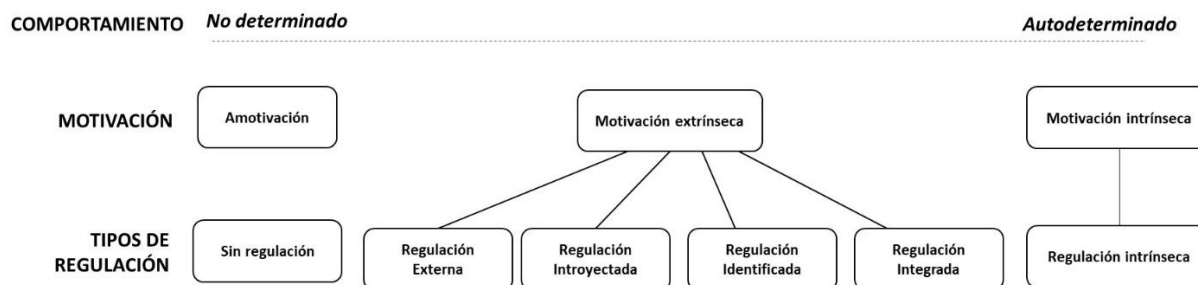 COMPORTAMIENTO No determinado Autodeterminado
MOTIVACIÓN Amotivación Motivación extrínseca Motivación intrínseca
TIPOS DE
REGULACIÓN
Sin regulación
Regulación
Externa
Regulación
Introyectada
Regulación
Identificada
Regulación
Integrada
Regulación intrínseca